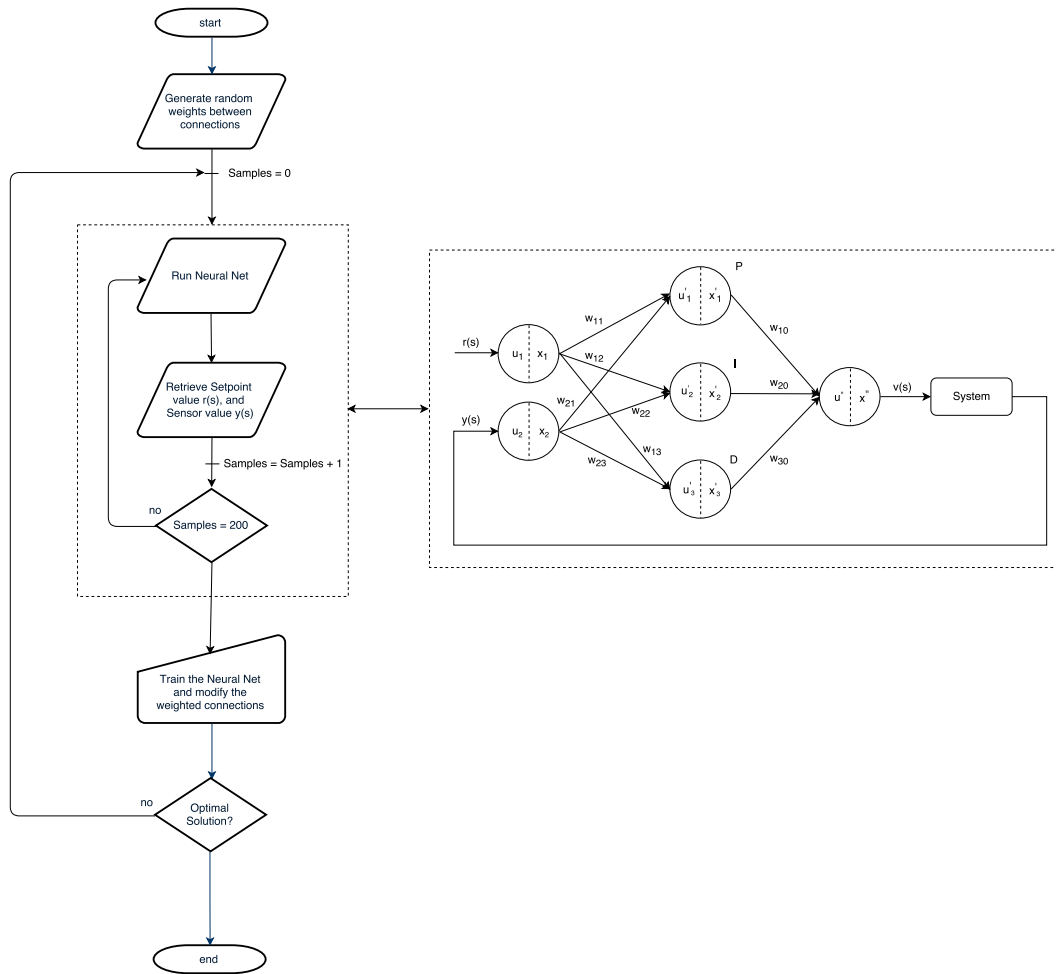 start
Generate random
weights between
connections
Samples = 0
Run Neural Net
Retrieve Setpoint
value r(s), and
Sensor value y(s)
Samples = Samples + 1
no
Samples = 200
Train the Neural Net
and modify the
weighted connections
no
Optimal
Solution?
end
P
u'1 x'1
w11
w10
r(s)
u1 x1
w12
I
u'2 x'2
w20
v(s)
u" x"
System
w21
w22
y(s)
u2 x2
w13
w23
D
w30
u'3 x'3